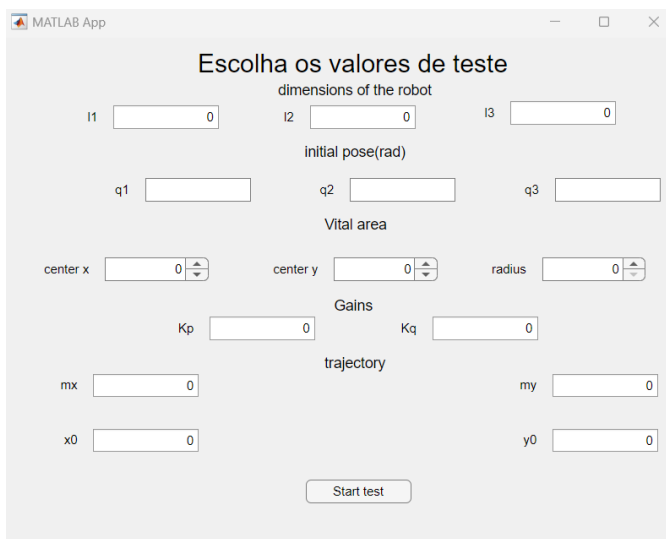 MATLAB App
Escolha os valores de teste
dimensions of the robot
l1 0 l2 0 l3 0
initial pose(rad)
q1 q2 q3
Vital area
center x 0 center y 0 radius 0
Gains
Kp 0 Kq 0
trajectory
mx 0 my 0
x0 0 y0 0
Start test